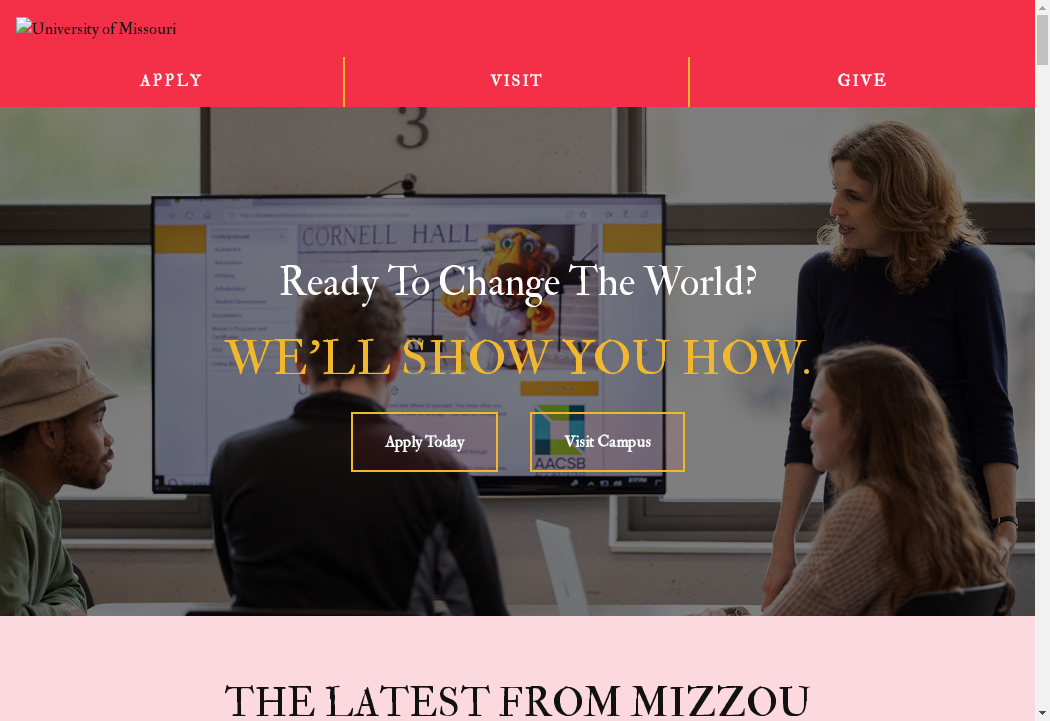 University of Missouri
APPLY
VISIT
GIVE
3
CORNELL HALL
Ready To Change The World?
WE'LL SHOW YOU HOW.
Apply Today
Visit Campus
AACSB
THE LATEST FROM MIZZOU